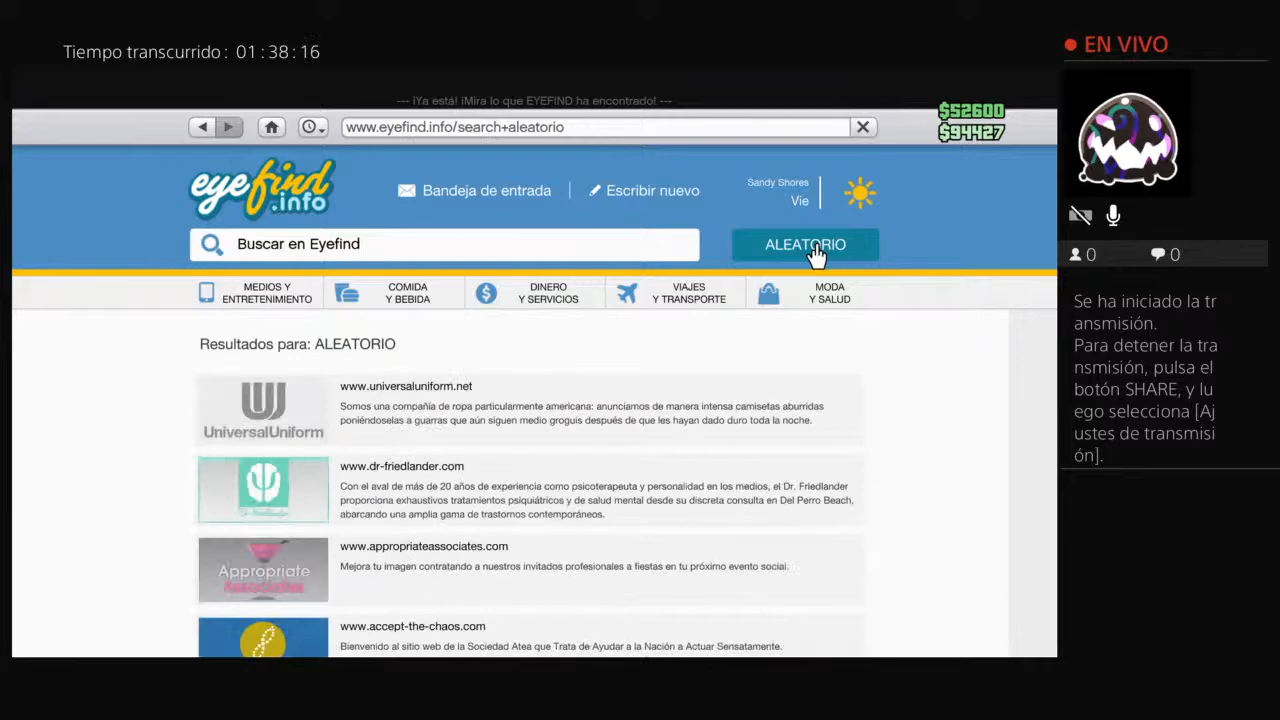 Tiempo transcurrido : 01:38:16
EN VIVO
--- ¡Ya está! ¡Mira lo que EYEFIND ha encontrado! ---
$52600
$94427
www.eyefind.info/search+aleatorio
eyefind
.info
Bandeja de entrada
Escribir nuevo
Sandy Shores
Vie
Buscar en Eyefind
ALEATORIO
0
0
MEDIOS Y
ENTRETENIMIENTO
COMIDA
Y BEBIDA
DINERO
Y SERVICIOS
VIAJES
Y TRANSPORTE
MODA
Y SALUD
Se ha iniciado la tr
ansmisión.
Para detener la tra
nsmisión, pulsa el
botón SHARE, y lu
ego selecciona [Aj
ustes de transmisi
ón].
Resultados para: ALEATORIO
UniversalUniform
www.universaluniform.net
Somos una compañía de ropa particularmente americana: anunciamos de manera intensa camisetas aburridas
poniéndoselas a guarras que aún siguen medio groguis después de que les hayan dado duro toda la noche.
www.dr-friedlander.com
Con el aval de más de 20 años de experiencia como psicoterapeuta y personalidad en los medios, el Dr. Friedlander
proporciona exhaustivos tratamientos psiquiátricos y de salud mental desde su discreta consulta en Del Perro Beach,
abarcando una amplia gama de trastornos contemporáneos.
Appropriate
Associates
www.appropriateassociates.com
Mejora tu imagen contratando a nuestros invitados profesionales a fiestas en tu próximo evento social.
www.accept-the-chaos.com
Bienvenido al sitio web de la Sociedad Atea que Trata de Ayudar a la Nación a Actuar Sensatamente.